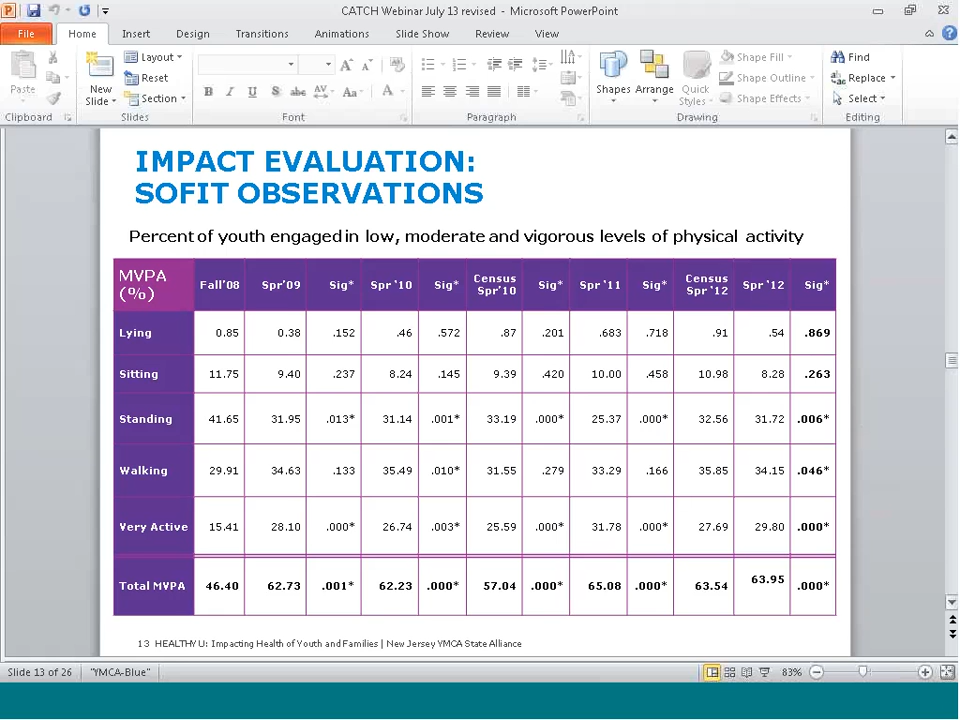 CATCH Webinar July 13 revised - Microsoft PowerPoint
File Home Insert Design Transitions Animations Slide Show Review View
Paste
New
Slide
Layout
Reset
Section
B I U S abc AV Aa A
Shapes Arrange Quick
Styles
Shape Fill
Shape Outline
Shape Effects
Find
Replace
Select
Clipboard Slides Font Paragraph Drawing Editing
IMPACT EVALUATION:
SOFIT OBSERVATIONS
Percent of youth engaged in low, moderate and vigorous levels of physical activity
MVPA
(%) Fall'08 Spr'09 Sig* Spr '10 Sig* Census
Spr'10 Sig* Spr '11 Sig* Census
Spr '12 Spr '12 Sig*
Lying 0.85 0.38 .152 .46 .572 .87 .201 .683 .718 .91 .54 .869
Sitting 11.75 9.40 .237 8.24 .145 9.39 .420 10.00 .458 10.98 8.28 .263
Standing 41.65 31.95 .013* 31.14 .001* 33.19 .000* 25.37 .000* 32.56 31.72 .006*
Walking 29.91 34.63 .133 35.49 .010* 31.55 .279 33.29 .166 35.85 34.15 .046*
Very Active 15.41 28.10 .000* 26.74 .003* 25.59 .000* 31.78 .000* 27.69 29.80 .000*
Total MVPA 46.40 62.73 .001* 62.23 .000* 57.04 .000* 65.08 .000* 63.54 63.95 .000*
13 HEALTHY U: Impacting Health of Youth and Families | New Jersey YMCA State Alliance
Slide 13 of 26 "YMCA-Blue" 83%